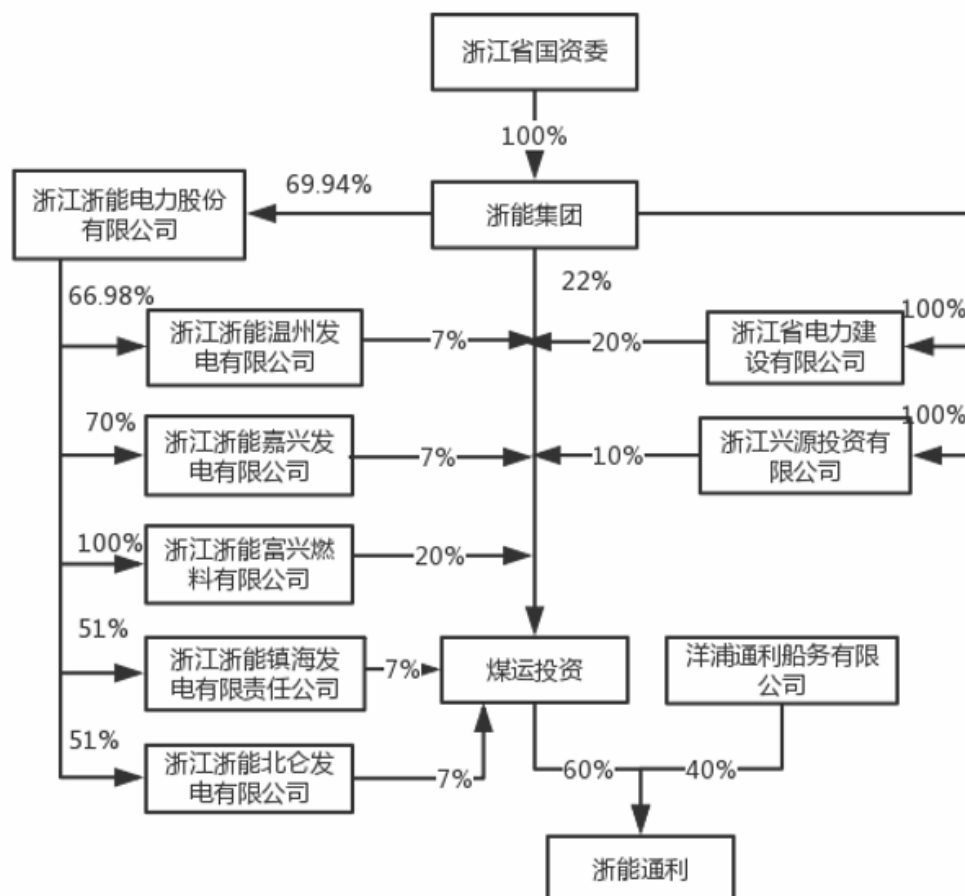 浙江省国资委
100%
浙江浙能电力股份
有限公司
69.94%
浙能集团
66.98%
22%
浙江浙能温州发
电有限公司
7%
20%
浙江省电力建
设有限公司
100%
70%
浙江浙能嘉兴发
电有限公司
7%
10%
浙江兴源投资有
限公司
100%
100%
浙江浙能富兴燃
料有限公司
20%
51%
浙江浙能镇海发
电有限责任公司
7%
煤运投资
洋浦通利船务有限
公司
51%
浙江浙能北仑发
电有限公司
7%
60%
40%
浙能通利